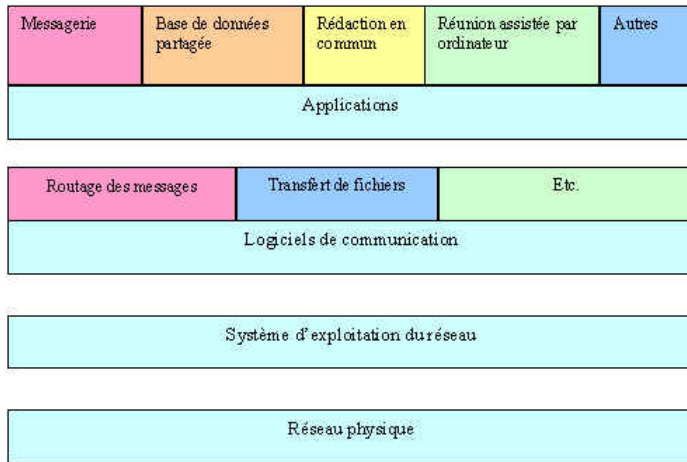 Messagerie
Base de données
partagée
Rédaction en
commun
Réunion assistée par
ordinateur
Autres
Applications
Routage des messages
Transfert de fichiers
Etc.
Logiciels de communication
Système d'exploitation du réseau
Réseau physique